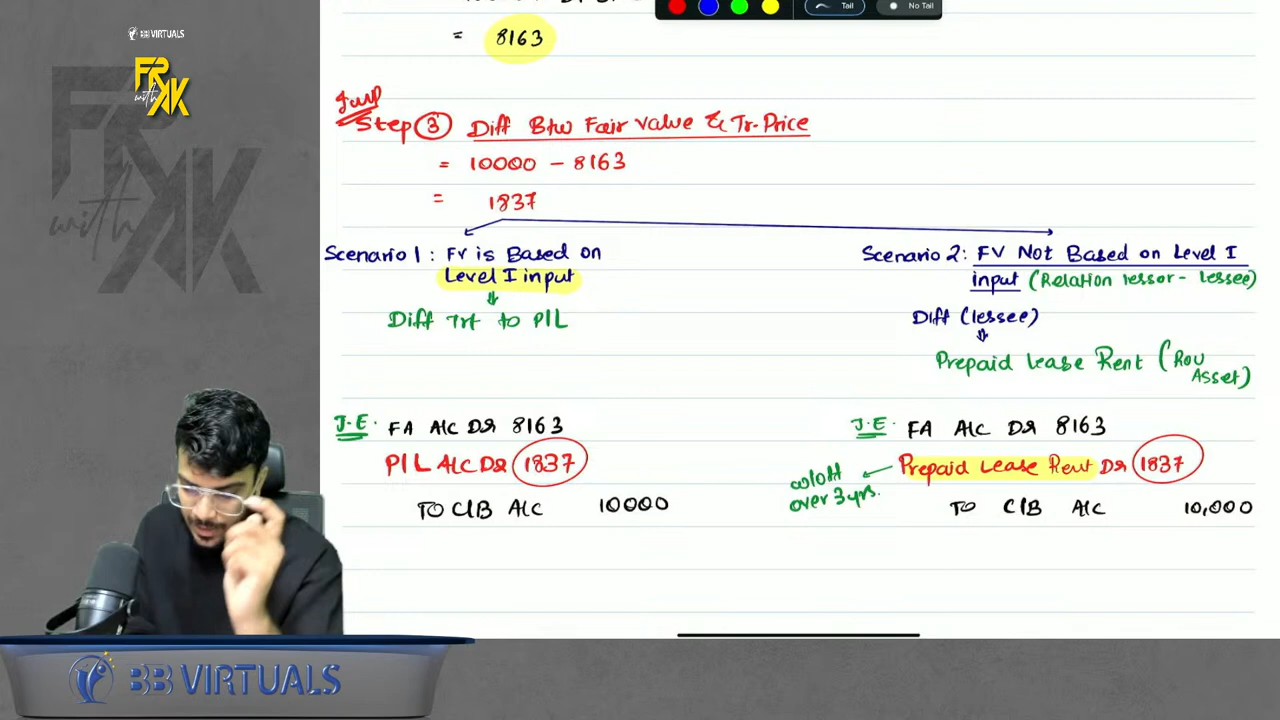 = 8163
Tail
No Tail
BB VIRTUALS
FR
with
KK
Imp
Step 3 Diff Btw Fair Value & Tr. Price
= 10000 - 8163
= 1837
Scenario 1 : FV is Based on
Level I input
Diff Trf to P|L
J.E. FA A|C DR 8163
P|L A|C DR 1837
TO C|B A|C 10000
Scenario 2: FV Not Based on Level I
input (Relation lessor - lessee)
Diff (lessee)
Prepaid Lease Rent (ROU
Asset)
J.E. FA A|C DR 8163
Prepaid Lease Rent DR 1837
w|off
over 3 yrs.
TO C|B A|C 10,000
BB VIRTUALS